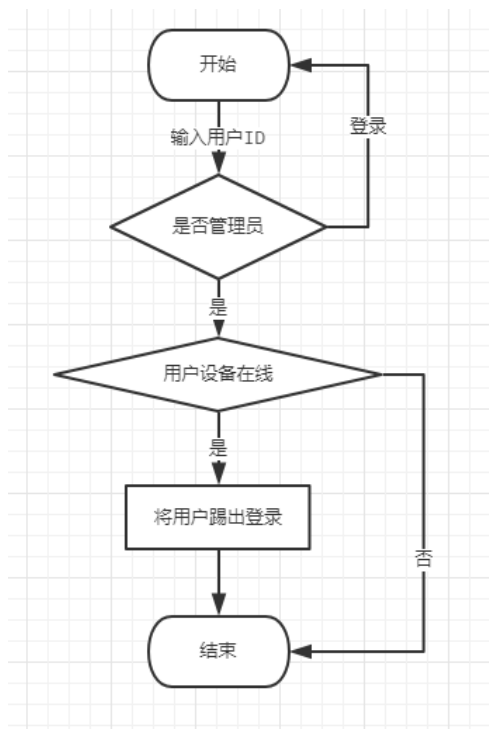 开始
输入用户ID
登录
是否管理员
是
用户设备在线
是
将用户踢出登录
否
结束